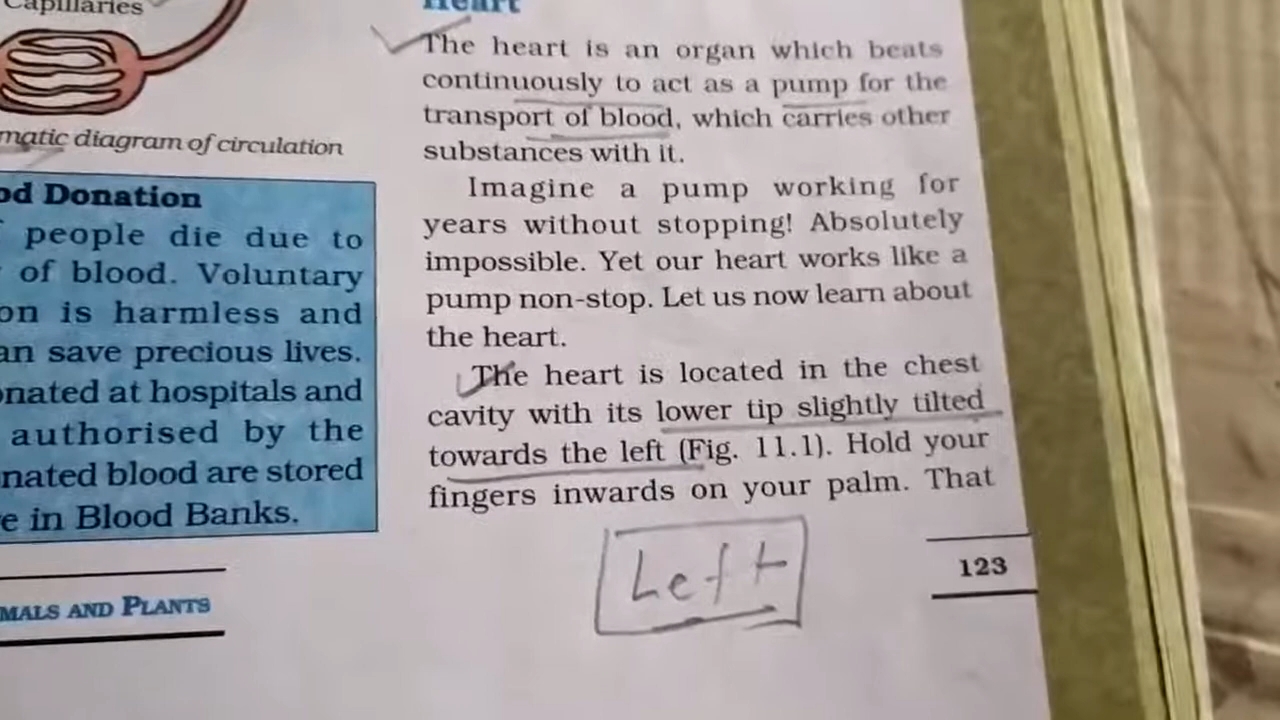 Capillaries
matic diagram of circulation
od Donation
people die due to
of blood. Voluntary
on is harmless and
an save precious lives.
onated at hospitals and
authorised by the
nated blood are stored
e in Blood Banks.
MALS AND PLANTS
Heart
The heart is an organ which beats
continuously to act as a pump for the
transport of blood, which carries other
substances with it.
Imagine a pump working for
years without stopping! Absolutely
impossible. Yet our heart works like a
pump non-stop. Let us now learn about
the heart.
The heart is located in the chest
cavity with its lower tip slightly tilted
towards the left (Fig. 11.1). Hold your
fingers inwards on your palm. That
Left
123